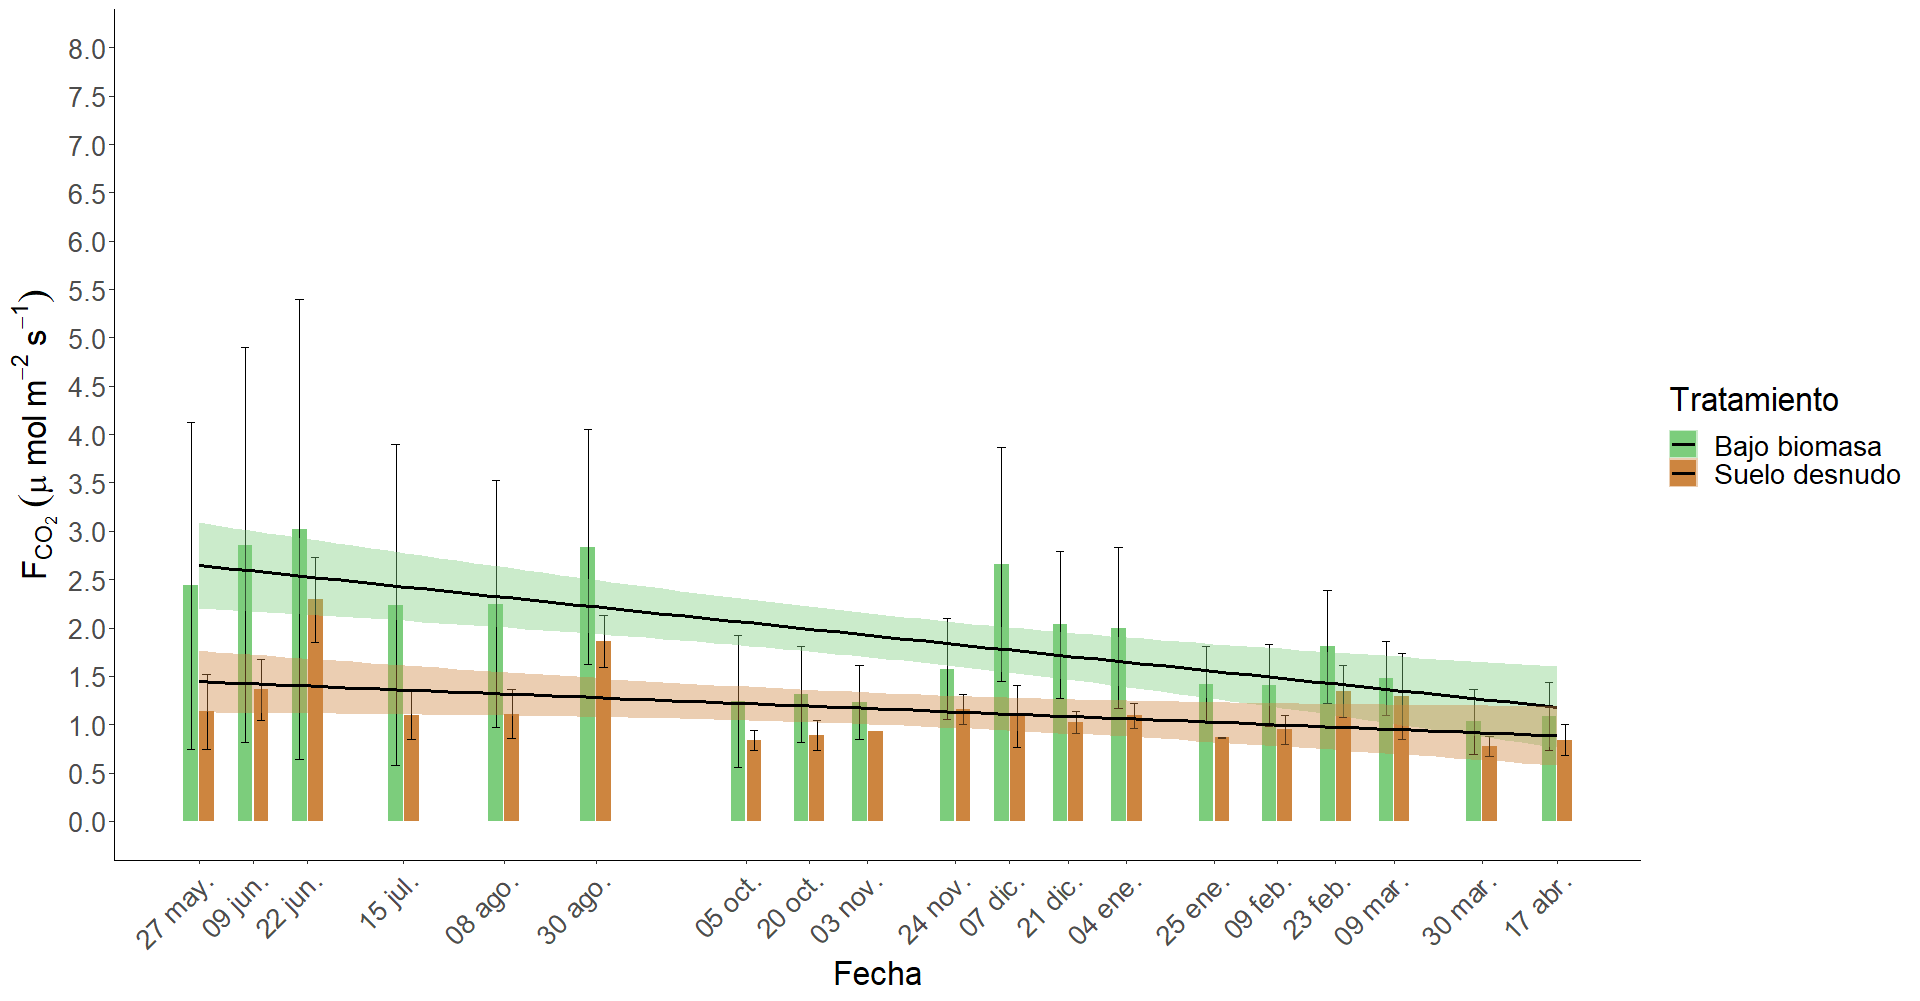 8.0
7.5
7.0
6.5
6.0
5.5
5.0
4.5
4.0
3.5
3.0
2.5
2.0
1.5
1.0
0.5
0.0
F_CO₂ (μ mol m⁻² s⁻¹)
27 may.
09 jun.
22 jun.
15 jul.
08 ago.
30 ago.
05 oct.
20 oct.
03 nov.
24 nov.
07 dic.
21 dic.
04 ene.
25 ene.
09 feb.
23 feb.
09 mar.
30 mar.
17 abr.
Fecha
Tratamiento
Bajo biomasa
Suelo desnudo